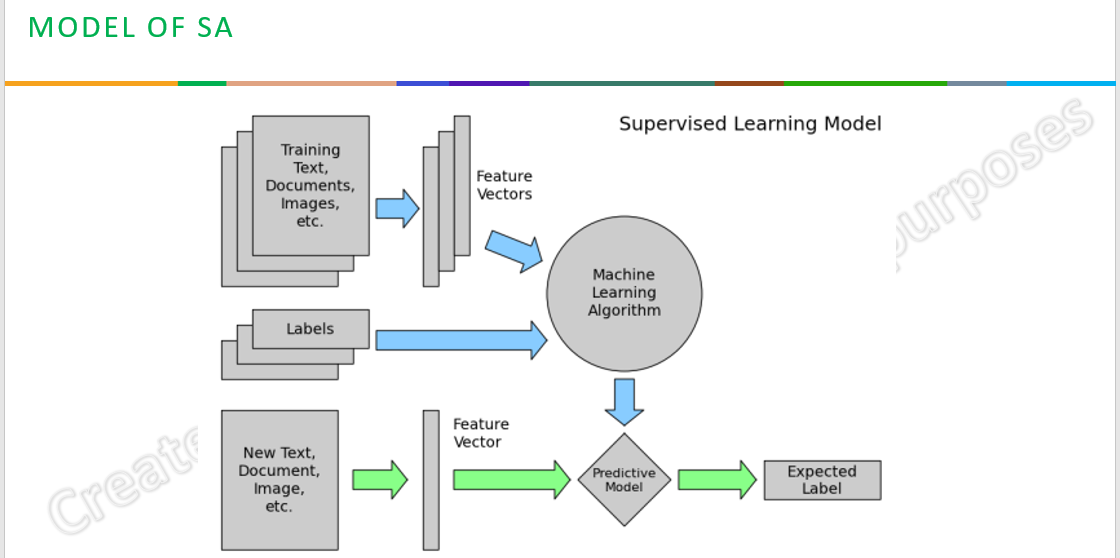 MODEL OF SA
Supervised Learning Model
Training
Text,
Documents,
Images,
etc.
Feature
Vectors
Machine
Learning
Algorithm
Labels
New Text,
Document,
Image,
etc.
Feature
Vector
Predictive
Model
Expected
Label
Create
purposes